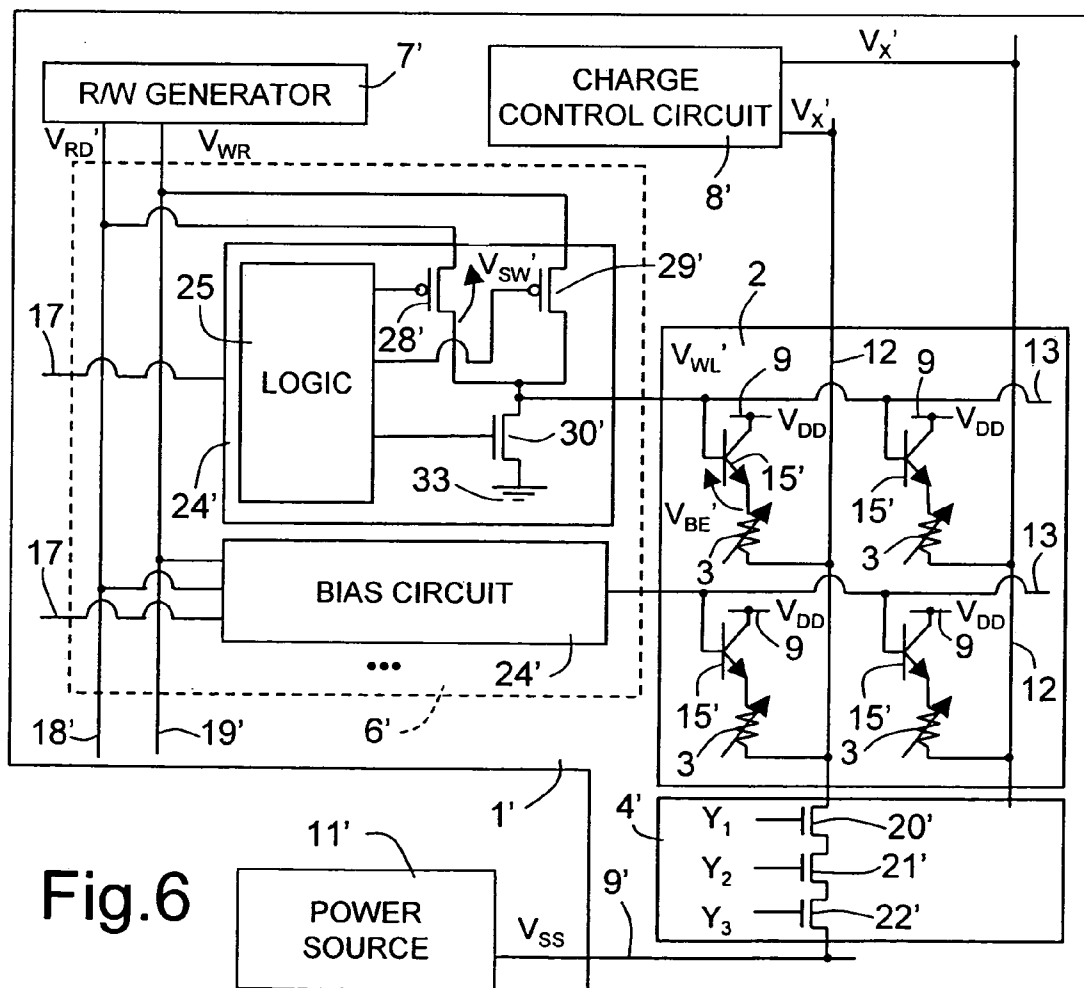 7'
R/W GENERATOR
V_RD'
V_WR
CHARGE
CONTROL CIRCUIT
8'
V_X'
V_X'
25
LOGIC
17
24'
28'
V_SW'
29'
30'
33
2
V_WL'
12
9
V_DD
15'
V_BE'
3
9
V_DD
15'
3
13
17
BIAS CIRCUIT
24'
•••
18'
19'
6'
1'
V_DD
9
15'
3
V_DD
9
15'
3
13
12
4'
Y_1
20'
Y_2
21'
Y_3
22'
11'
POWER
SOURCE
V_SS
9'
Fig.6